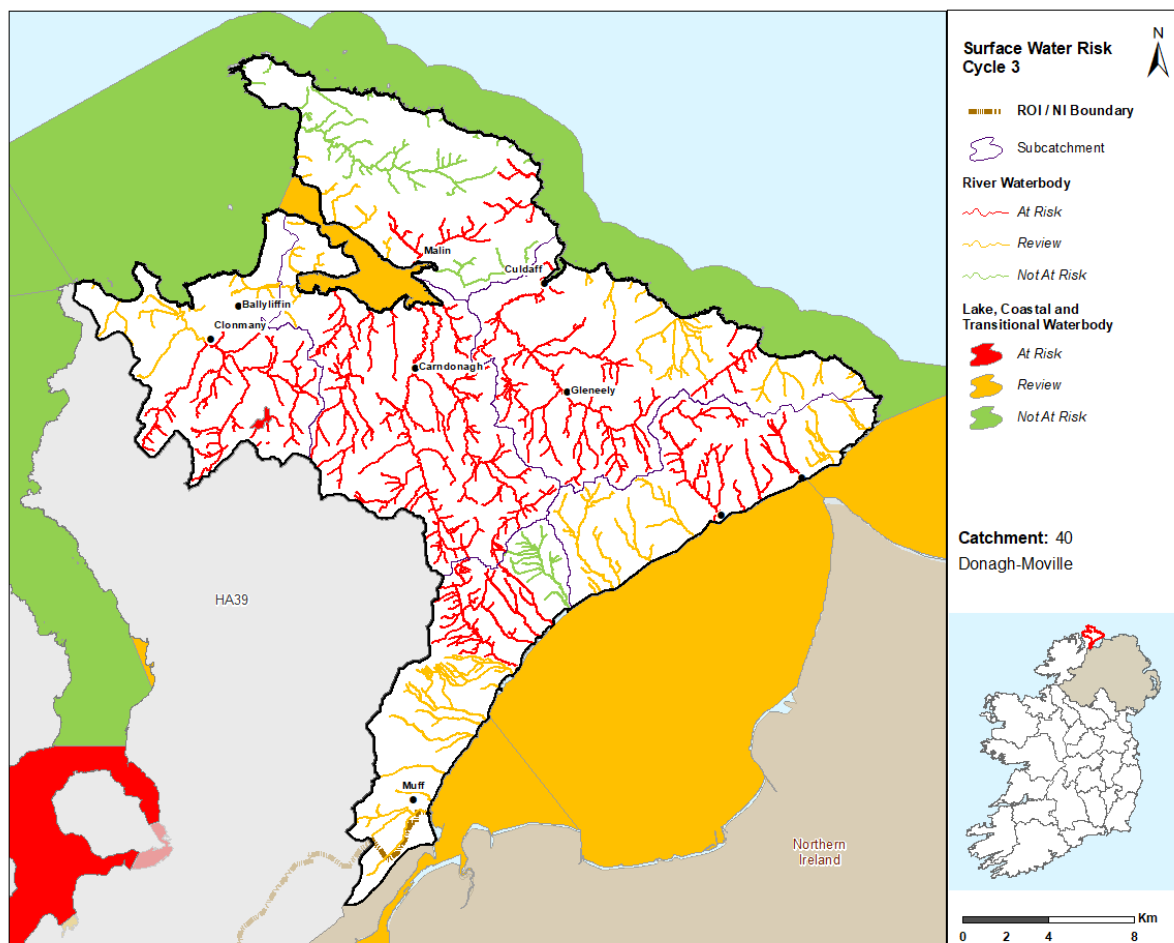 Malin
Culdaff
Ballyliffin
Clonmany
Carndonagh
Gleneely
HA39
Muff
Northern
Ireland
Surface Water Risk
Cycle 3
N
ROI / NI Boundary
Subcatchment
River Waterbody
At Risk
Review
Not At Risk
Lake, Coastal and
Transitional Waterbody
At Risk
Review
Not At Risk
Catchment: 40
Donagh-Moville
Km
0 2 4 8